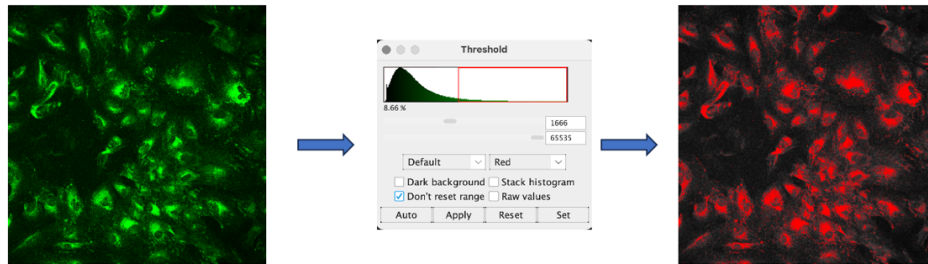 Threshold
8.66 %
1666
65535
Default Red
Dark background Stack histogram
Don't reset range Raw values
Auto Apply Reset Set